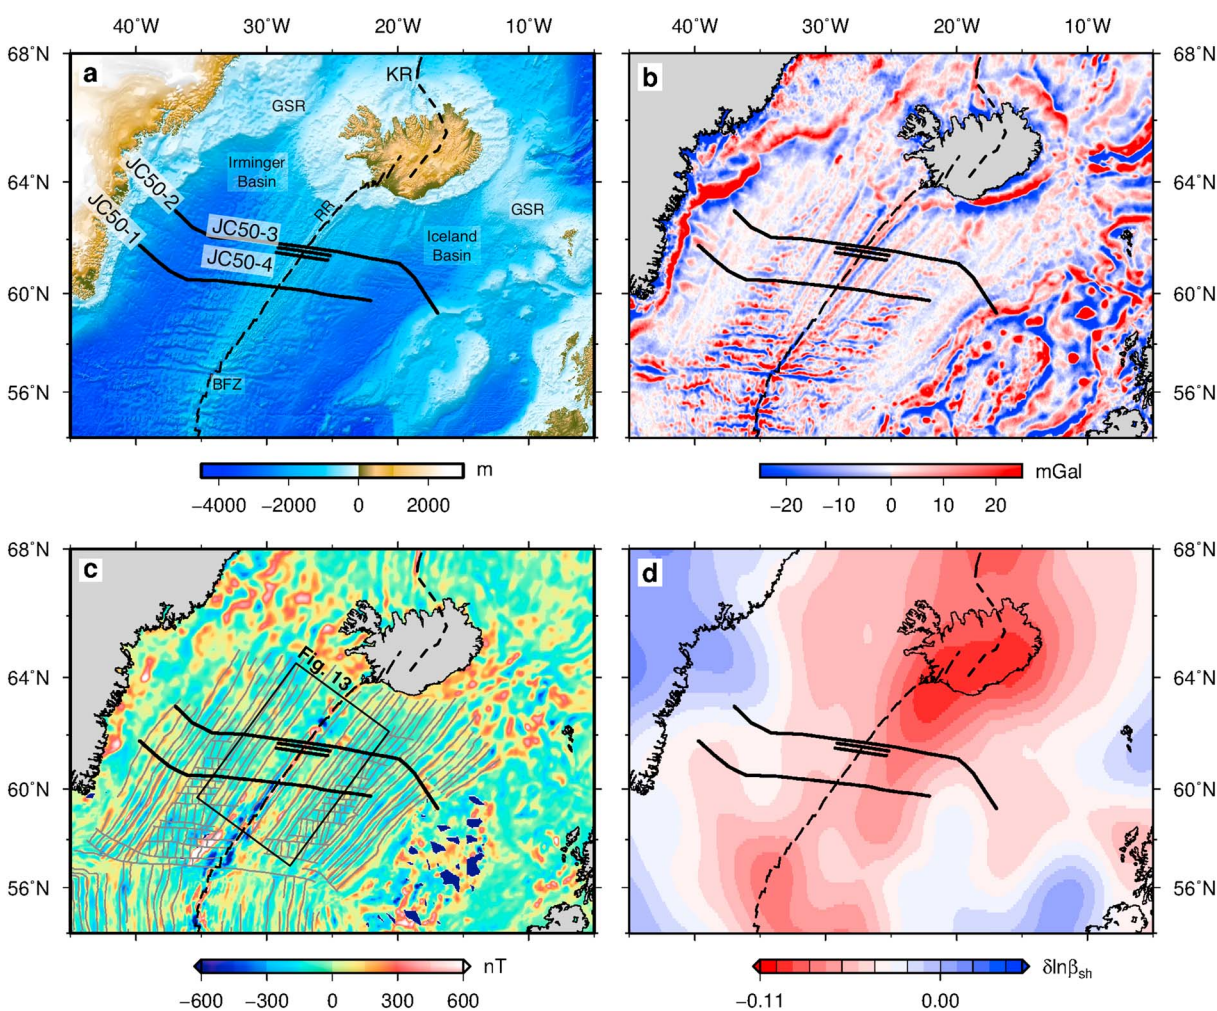 40°W 30°W 20°W 10°W
40°W 30°W 20°W 10°W
68°N
64°N
60°N
56°N
a
KR
GSR
Irminger
Basin
JC50-2
JC50-1
RR
JC50-3
JC50-4
GSR
Iceland
Basin
BFZ
b
68°N
64°N
60°N
56°N
m
−4000 −2000 0 2000
mGal
−20 −10 0 10 20
68°N
64°N
60°N
56°N
c
Fig. 13
d
68°N
64°N
60°N
56°N
nT
−600 −300 0 300 600
δlnβsh
−0.11 0.00